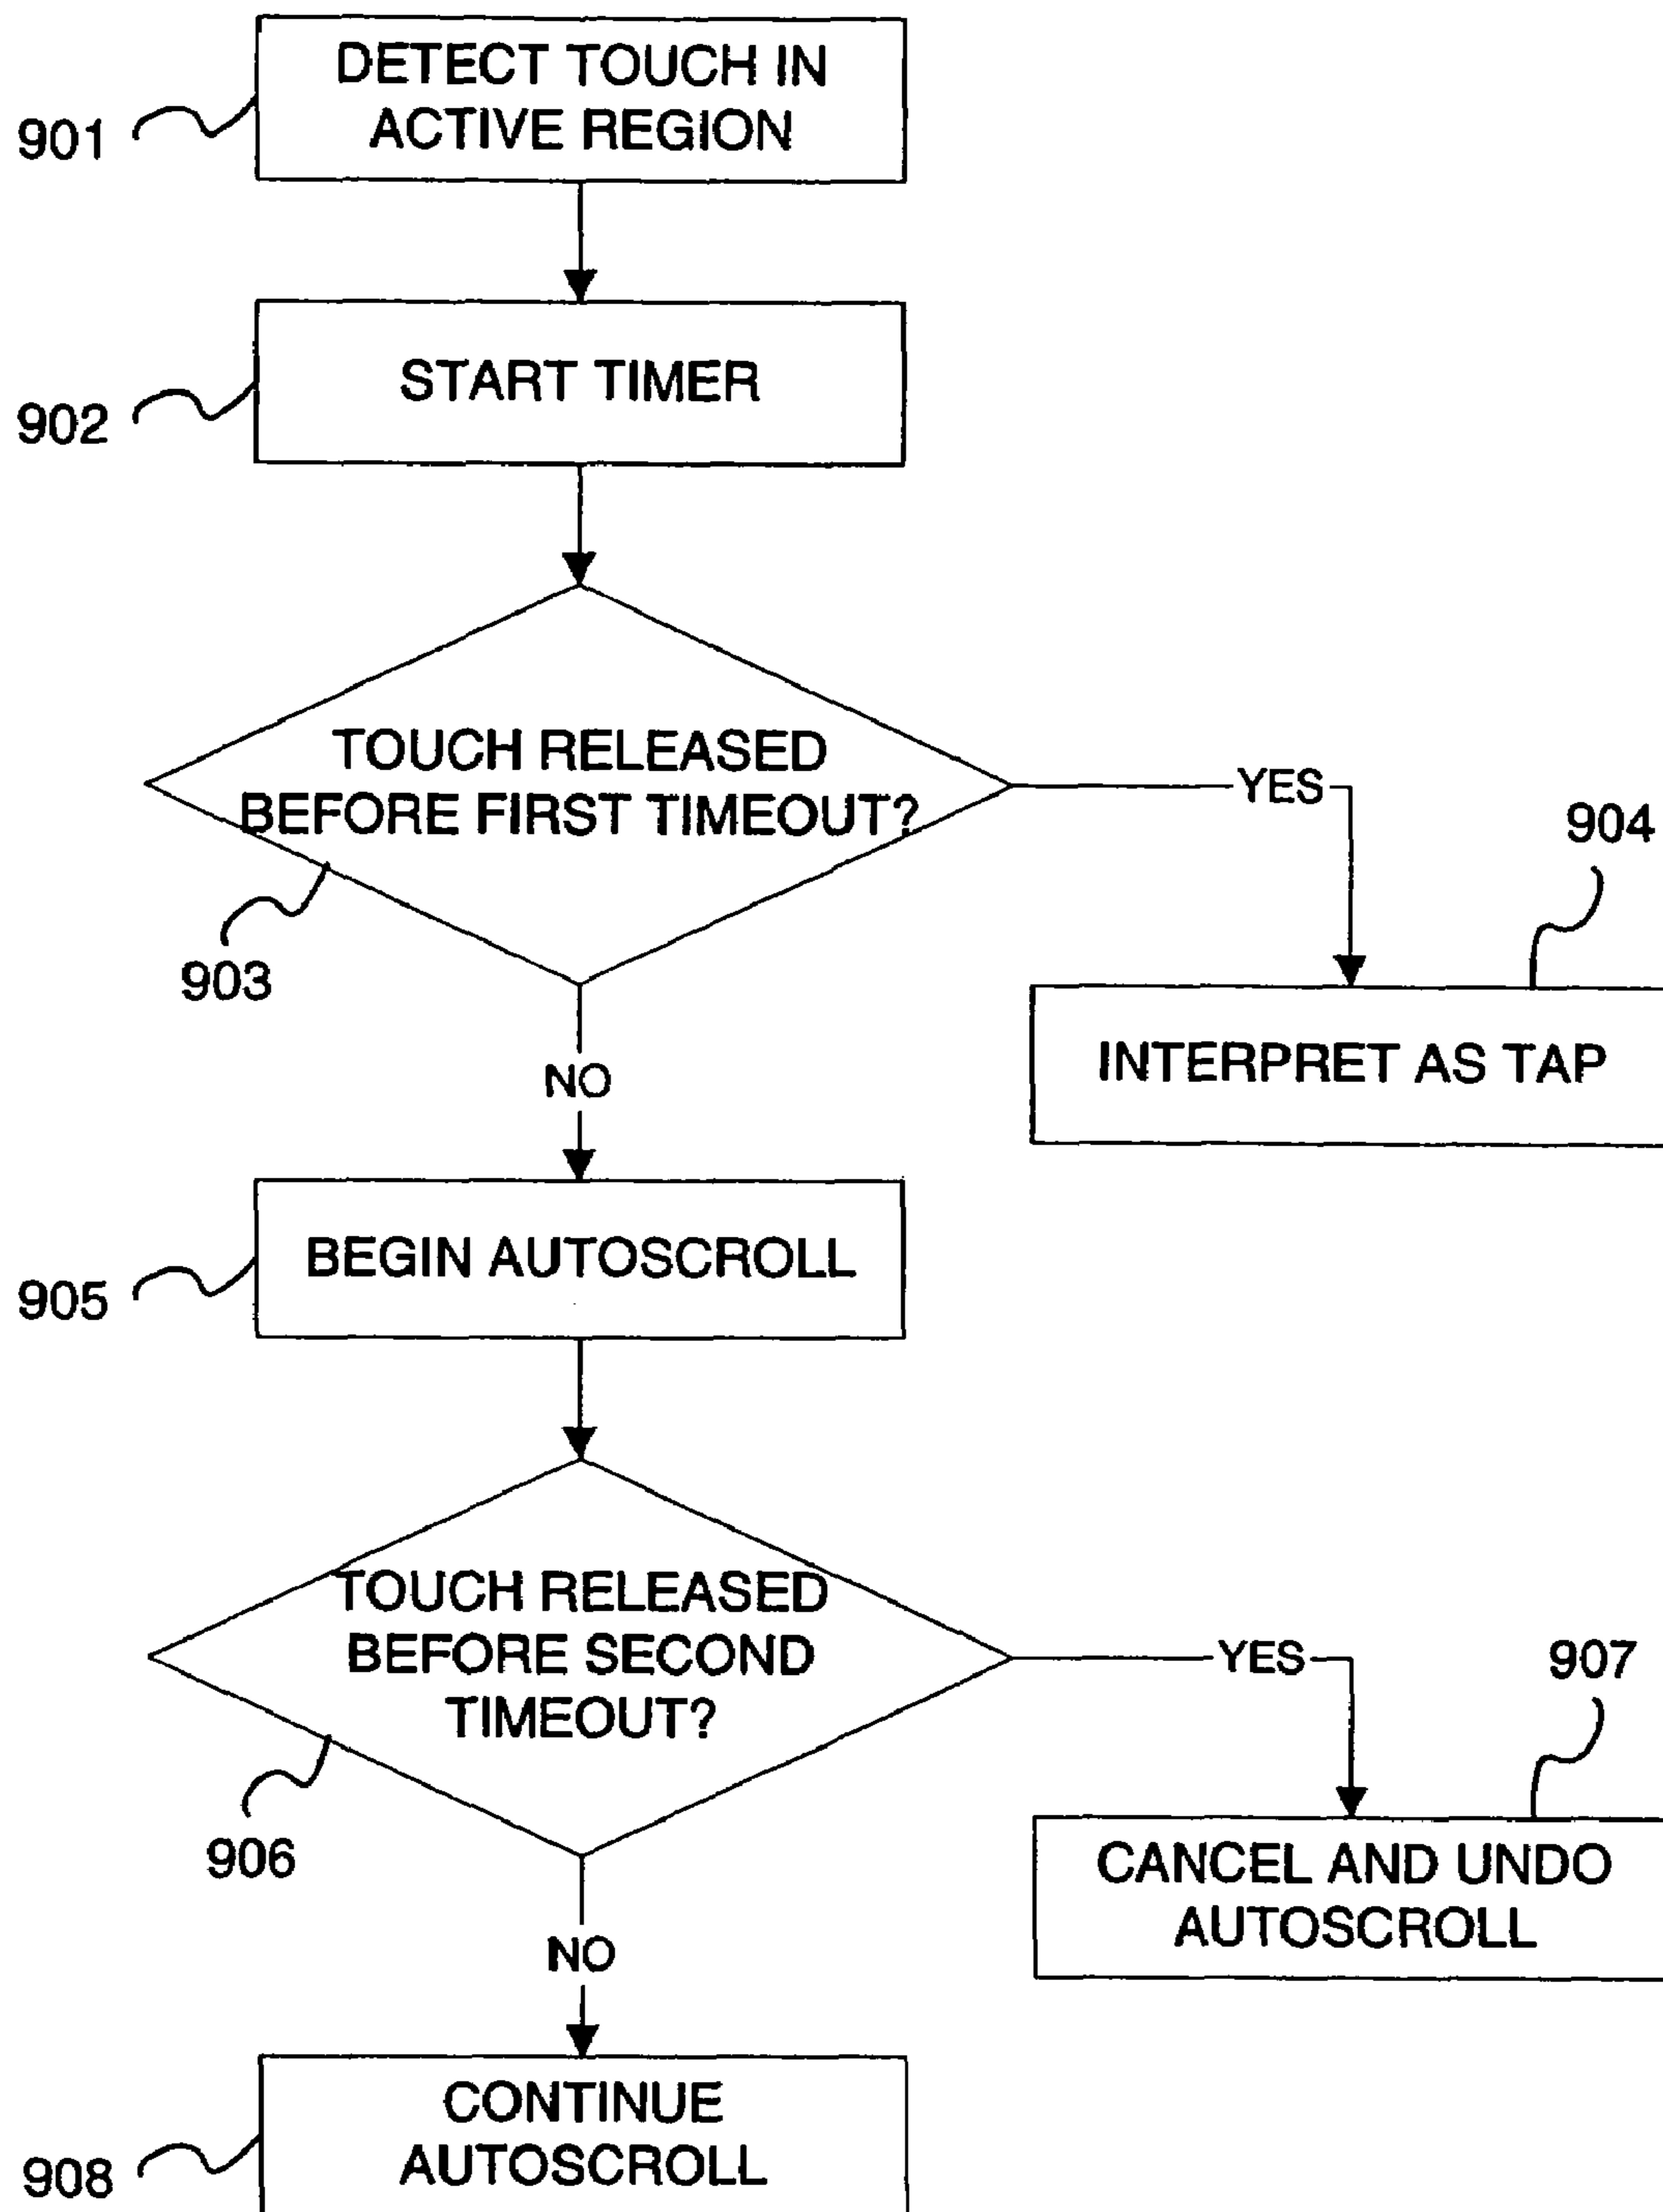 DETECT TOUCH IN
ACTIVE REGION
901
START TIMER
902
TOUCH RELEASED
BEFORE FIRST TIMEOUT?
YES
904
903
INTERPRET AS TAP
NO
BEGIN AUTOSCROLL
905
TOUCH RELEASED
BEFORE SECOND
TIMEOUT?
YES
907
906
CANCEL AND UNDO
AUTOSCROLL
NO
CONTINUE
AUTOSCROLL
908